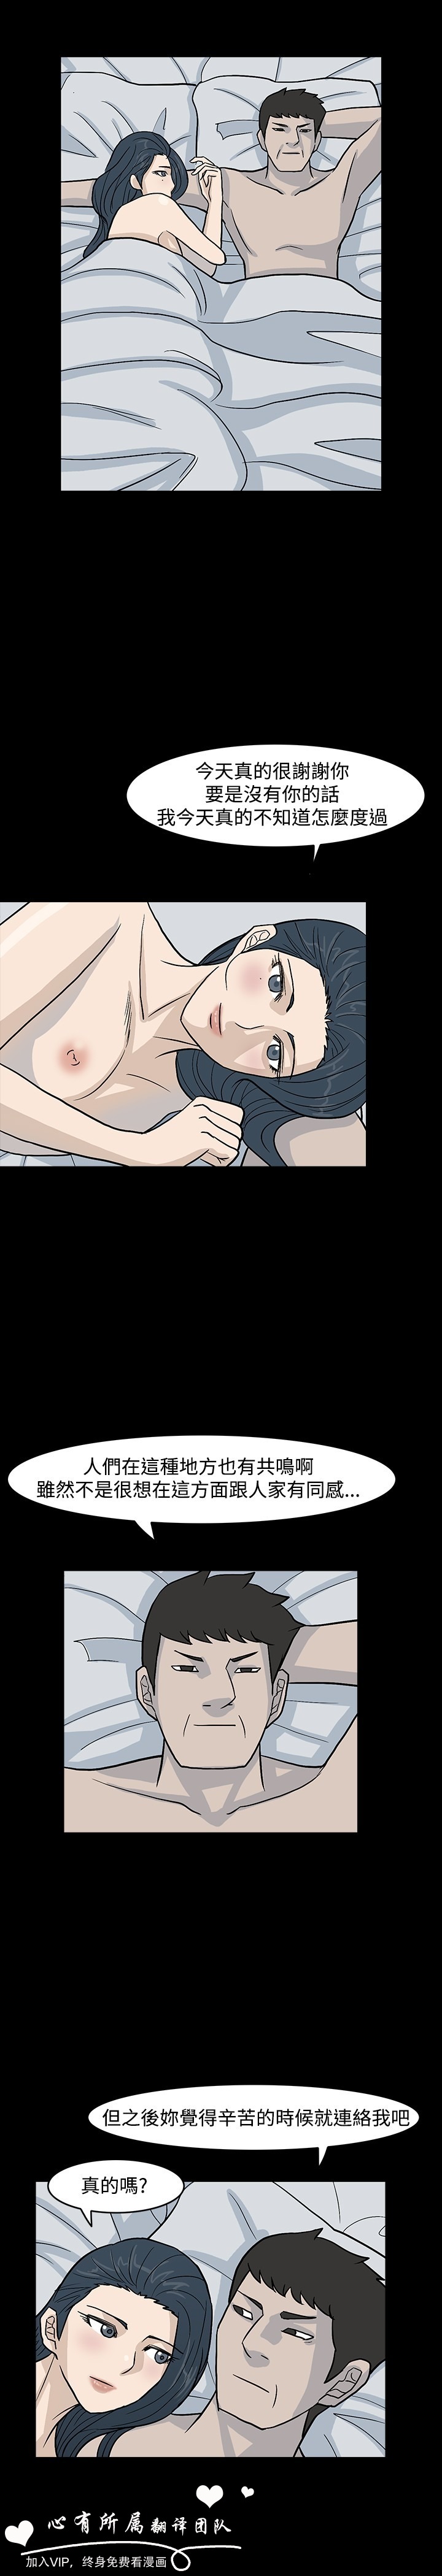 今天真的很謝謝你
要是沒有你的話
我今天真的不知道怎麼度過
人們在這種地方也有共鳴啊
雖然不是很想在這方面跟人家有同感...
但之後妳覺得辛苦的時候就連絡我吧
真的嗎?
心有所属翻译团队
加入VIP，终身免费看漫画